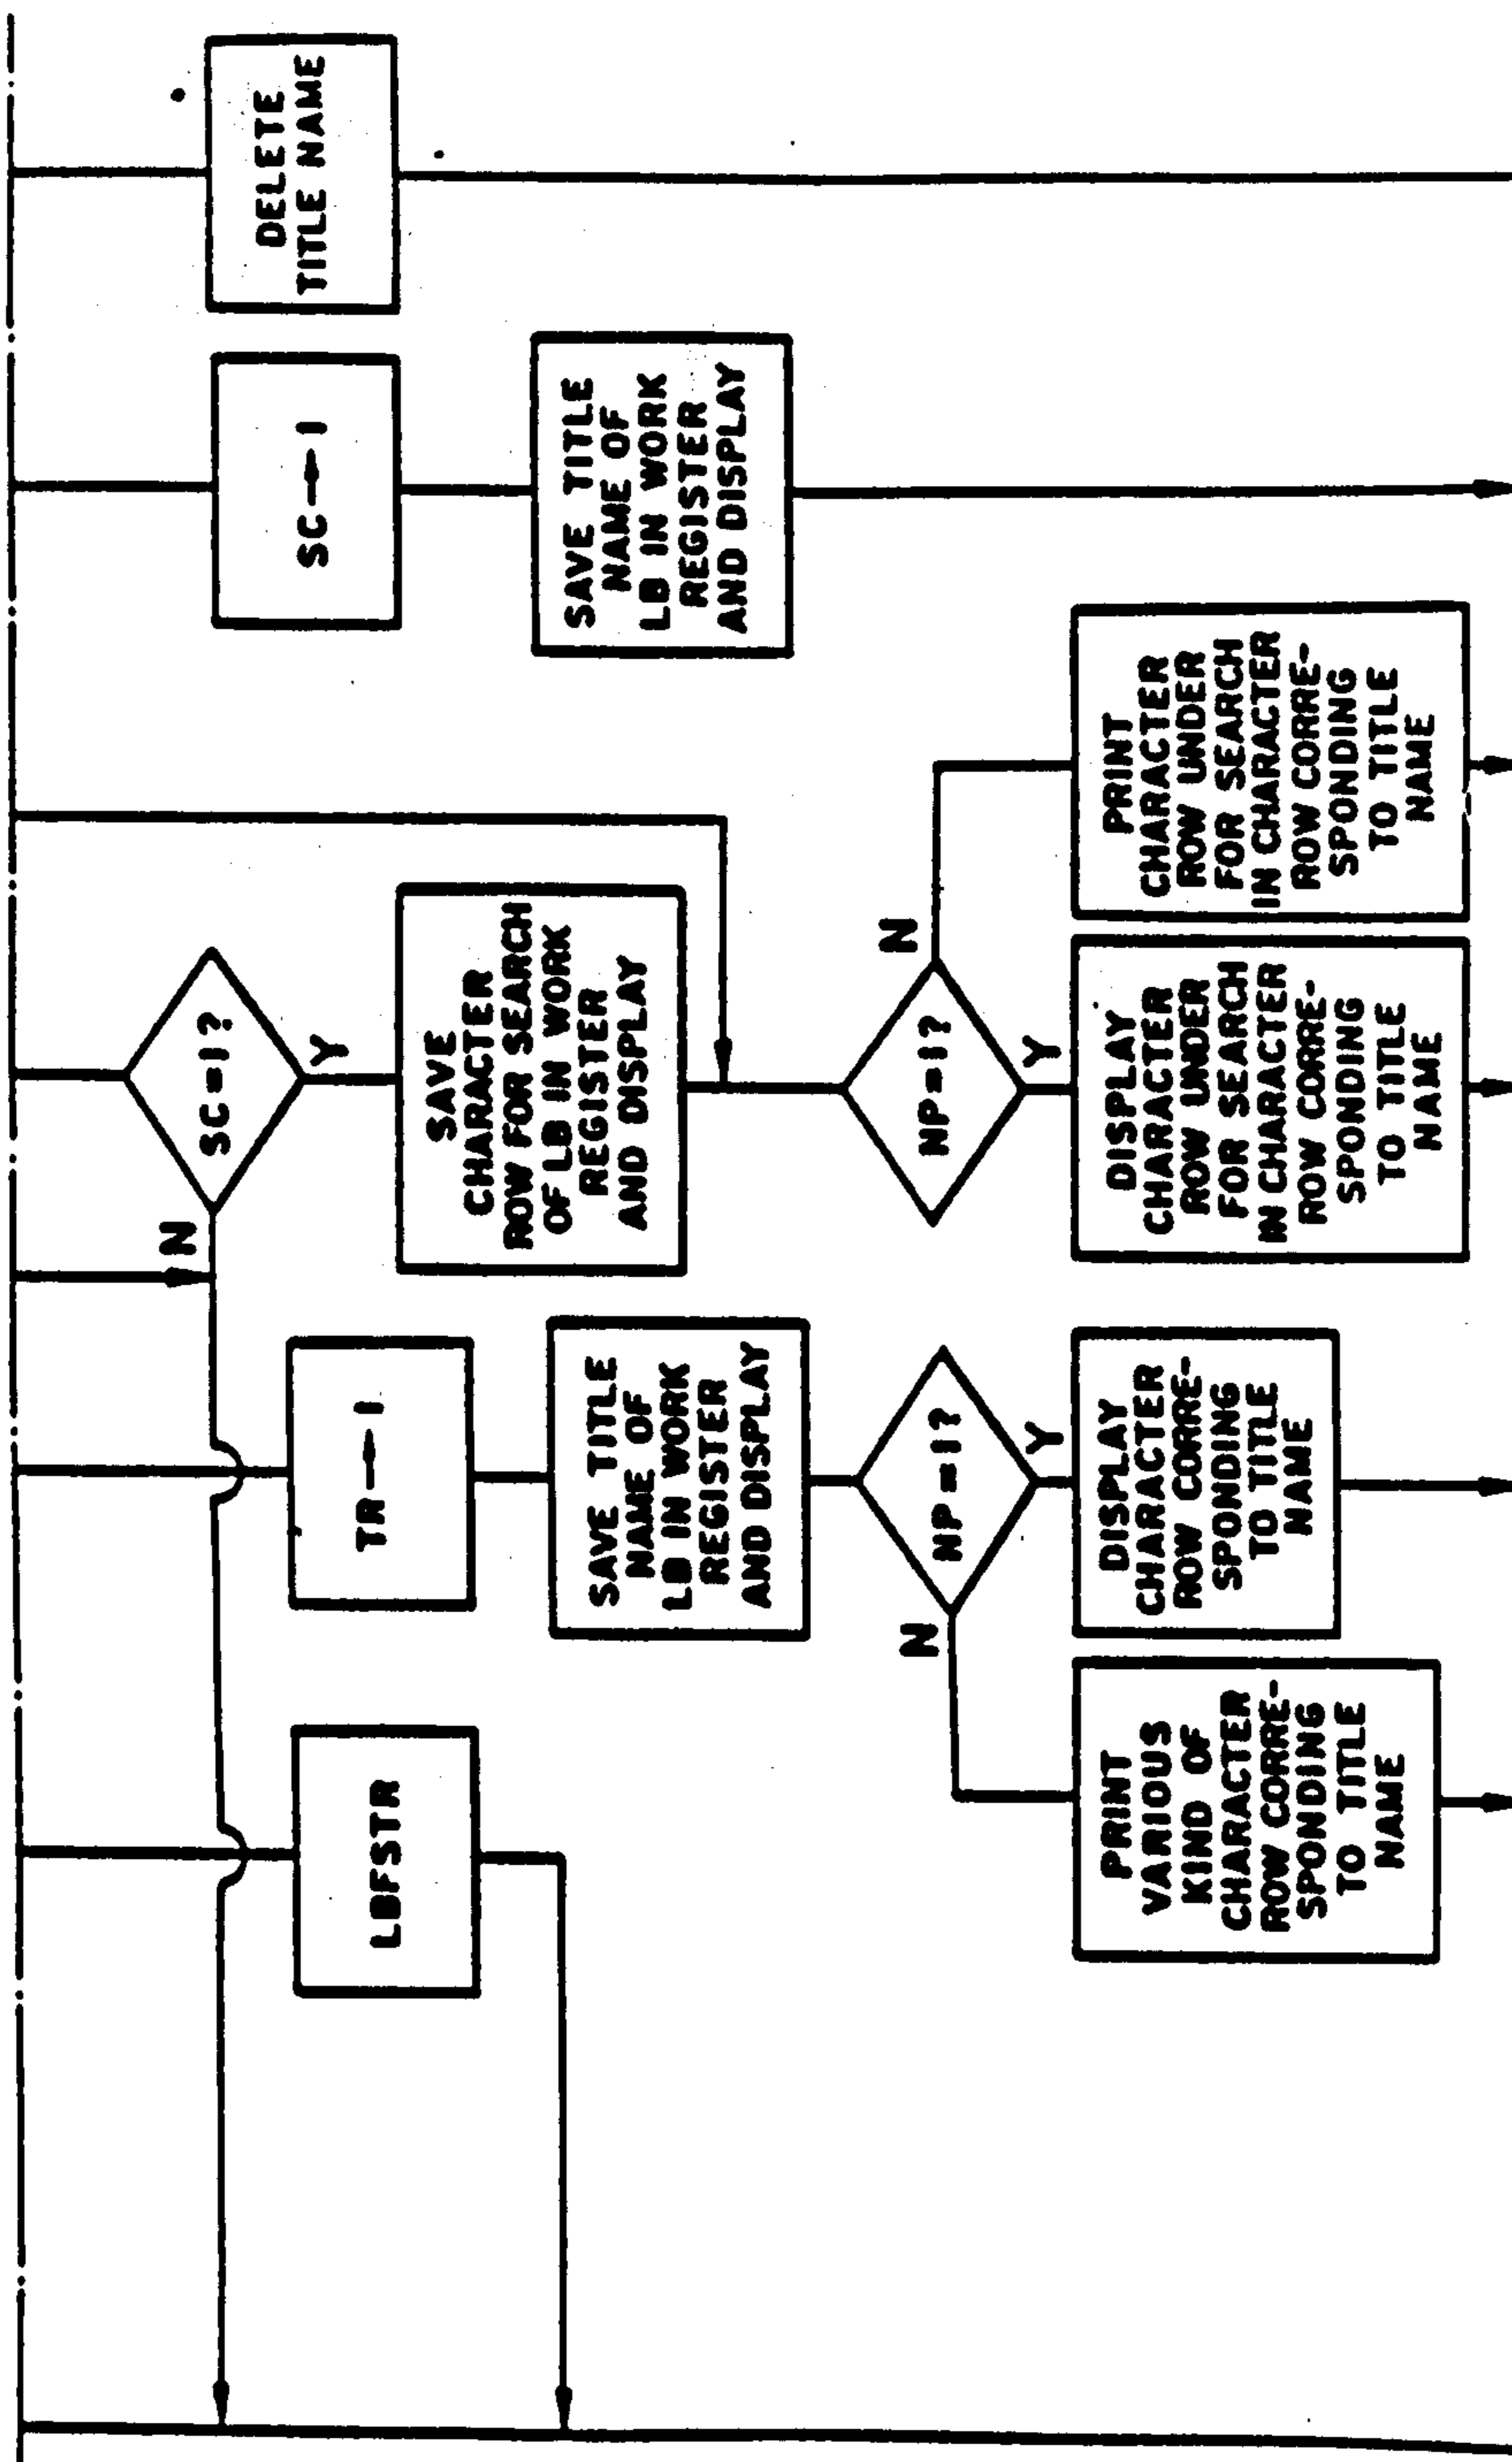 LBFSTR
TR→1
SAVE TITLE
NAME OF
LB IN WORK
REGISTER
AND DISPLAY
NP=1?
N
Y
PRINT
VARIOUS
KIND OF
CHARACTER
ROW CORRE-
SPONDING
TO TITLE
NAME
DISPLAY
CHARACTER
ROW CORRE-
SPONDING
TO TITLE
NAME
N
SC=1?
Y
SAVE
CHARACTER
ROW FOR SEARCH
OF LB IN WORK
REGISTER
AND DISPLAY
NP=1?
N
Y
DISPLAY
CHARACTER
ROW UNDER
FOR SEARCH
IN CHARACTER
ROW CORRE-
SPONDING
TO TITLE
NAME
PRINT
CHARACTER
ROW UNDER
FOR SEARCH
IN CHARACTER
ROW CORRE-
SPONDING
TO TITLE
NAME
SC→1
SAVE TITLE
NAME OF
LB IN WORK
REGISTER
AND DISPLAY
DELETE
TITLE NAME